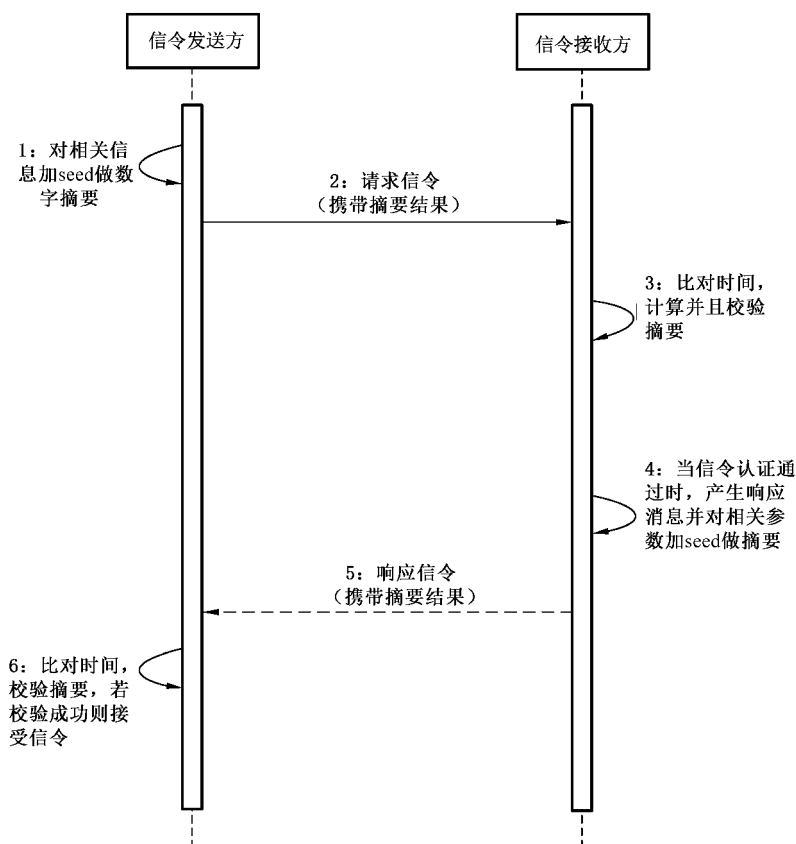 信令发送方
信令接收方
1：对相关信
息加seed做数
字摘要
2：请求信令
（携带摘要结果）
3：比对时间，
计算并且校验
摘要
4：当信令认证通
过时，产生响应
消息并对相关参
数加seed做摘要
5：响应信令
（携带摘要结果）
6：比对时间，
校验摘要，若
校验成功则接
受信令